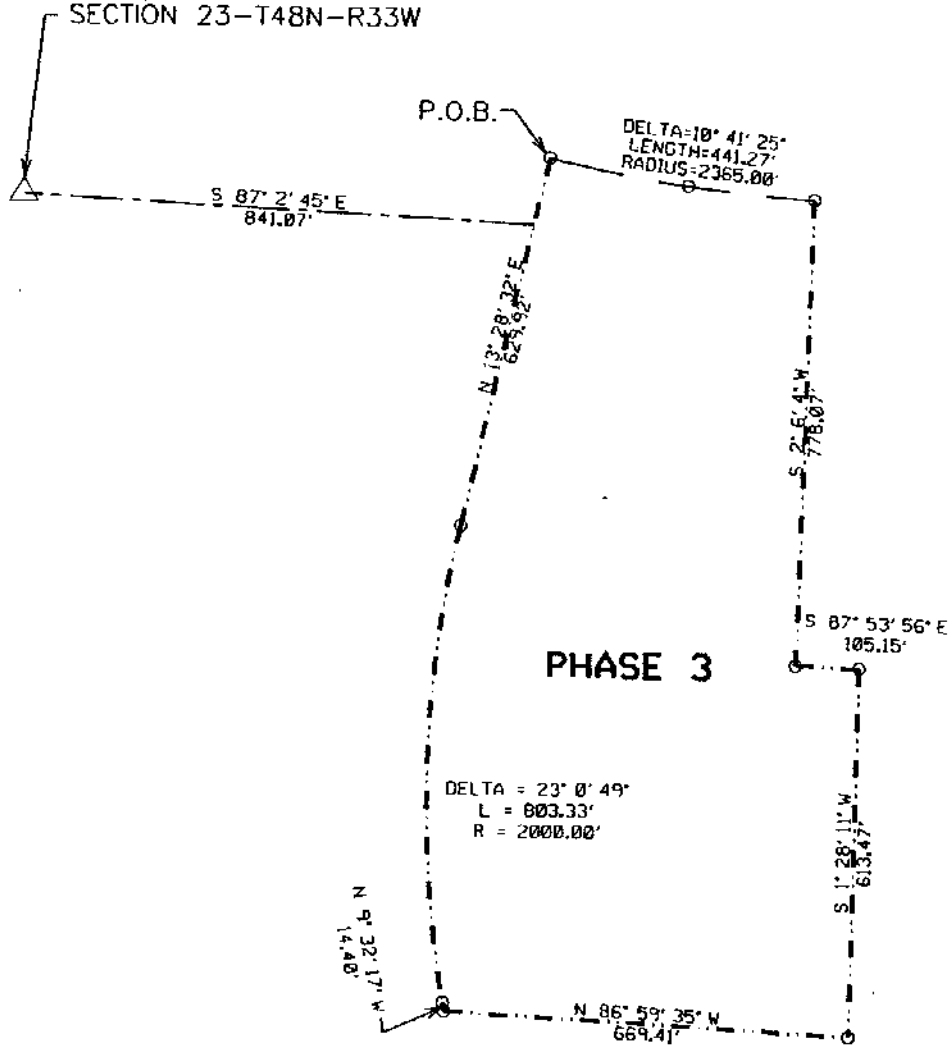 SECTION 23-T48N-R33W
P.O.B.
DELTA=10° 41' 25"
LENGTH=441.27'
RADIUS=2365.00'
S 87° 2' 45" E
841.07'
N 13° 28' 32" E
629.92'
S 2° 6' 4" W
778.07'
S 87° 53' 56" E
105.15'
PHASE 3
DELTA = 23° 0' 49"
L = 803.33'
R = 2000.00'
S 1° 28' 11" W
613.47'
N 9° 32' 17" W
14.40'
N 86° 59' 35" W
669.41'